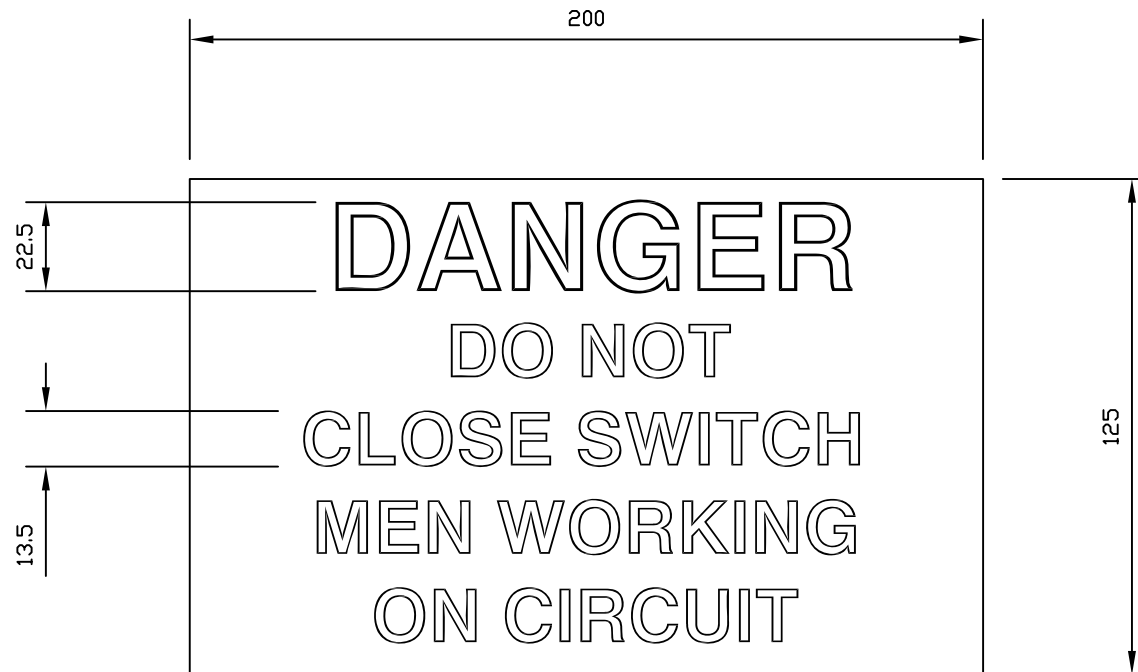 200
22.5
DANGER
DO NOT
CLOSE SWITCH
125
13.5
MEN WORKING
ON CIRCUIT